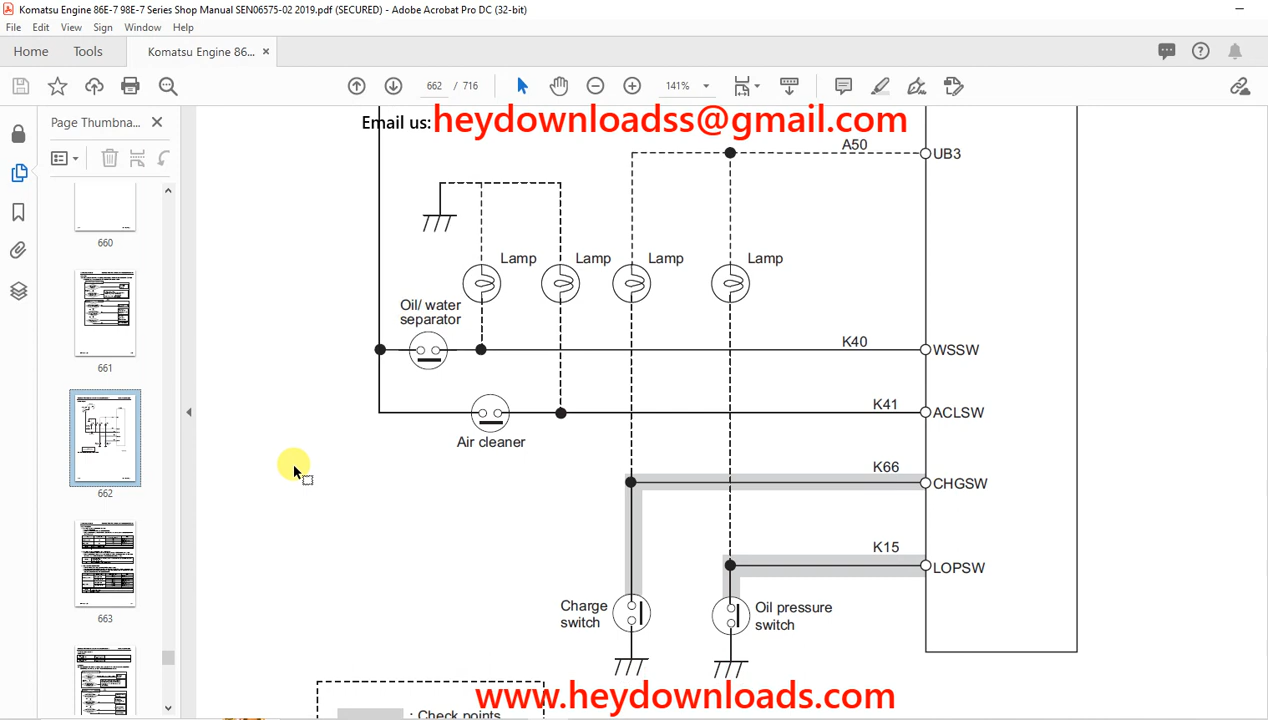 Komatsu Engine 86E-7 98E-7 Series Shop Manual SEN06575-02 2019.pdf (SECURED) - Adobe Acrobat Pro DC (32-bit)
File Edit View Sign Window Help
Home Tools Komatsu Engine 86... ×
662 / 716 141%
Page Thumbna...
Email us: heydownloadss@gmail.com
A50
UB3
Lamp Lamp Lamp Lamp
Oil/ water
separator
K40
WSSW
K41
ACLSW
Air cleaner
K66
CHGSW
K15
LOPSW
Charge
switch
Oil pressure
switch
www.heydownloads.com
: Check points
660
661
662
663